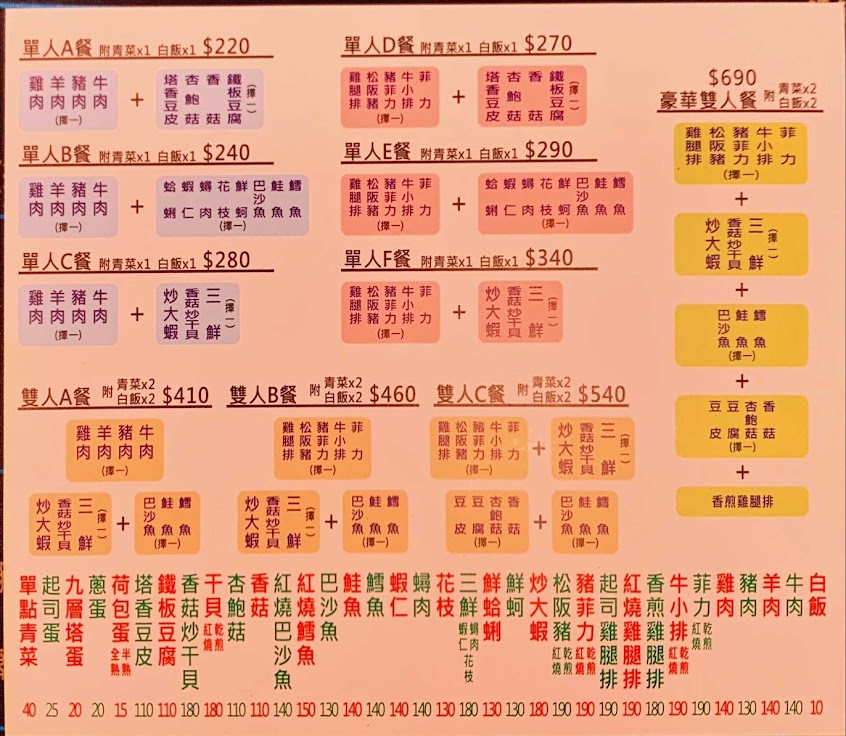 單人A餐 附青菜x1 白飯x1 $220
牛肉 豬肉 羊肉 雞肉
(擇一)
+
鐵板豆腐 香菇 杏鮑菇 塔香豆皮
(擇一)
單人B餐 附青菜x1 白飯x1 $240
牛肉 豬肉 羊肉 雞肉
(擇一)
+
鱈魚 鮭魚 巴沙魚 鮮蚵 花枝 蟳肉 蝦仁 蛤蜊
(擇一)
單人C餐 附青菜x1 白飯x1 $280
牛肉 豬肉 羊肉 雞肉
(擇一)
+
三鮮 香菇炒干貝 炒大蝦
(擇一)
單人D餐 附青菜x1 白飯x1 $270
菲力 牛小排 豬菲力 松阪豬 雞腿排
(擇一)
+
鐵板豆腐 香菇 杏鮑菇 塔香豆皮
(擇一)
單人E餐 附青菜x1 白飯x1 $290
菲力 牛小排 豬菲力 松阪豬 雞腿排
(擇一)
+
鱈魚 鮭魚 巴沙魚 鮮蚵 花枝 蟳肉 蝦仁 蛤蜊
(擇一)
單人F餐 附青菜x1 白飯x1 $340
菲力 牛小排 豬菲力 松阪豬 雞腿排
(擇一)
+
三鮮 香菇炒干貝 炒大蝦
(擇一)
$690
豪華雙人餐 附 青菜x2 白飯x2
菲力 牛小排 豬菲力 松阪豬 雞腿排
(擇一)
+
三鮮 香菇炒干貝 炒大蝦
(擇一)
+
鱈魚 鮭魚 巴沙魚
(擇一)
+
香菇 杏鮑菇 豆腐 豆皮
(擇一)
+
香煎雞腿排
雙人A餐 附 青菜x2 白飯x2 $410
牛肉 豬肉 羊肉 雞肉
(擇一)
三鮮 香菇炒干貝 炒大蝦
(擇一)
+
鱈魚 鮭魚 巴沙魚
(擇一)
雙人B餐 附 青菜x2 白飯x2 $460
菲力 牛小排 豬菲力 松阪豬 雞腿排
(擇一)
三鮮 香菇炒干貝 炒大蝦
(擇一)
+
鱈魚 鮭魚 巴沙魚
(擇一)
雙人C餐 附 青菜x2 白飯x2 $540
菲力 牛小排 豬菲力 松阪豬 雞腿排
(擇一)
+
三鮮 香菇炒干貝 炒大蝦
(擇一)
香菇 杏鮑菇 豆腐 豆皮
(擇一)
+
鱈魚 鮭魚 巴沙魚
(擇一)
白飯 10
牛肉 140
羊肉 140
豬肉 130
雞肉 140
菲力 乾煎 紅燒 190
牛小排 乾煎 紅燒 190
香煎雞腿排 180
紅燒雞腿排 190
起司雞腿排 190
豬菲力 乾煎 紅燒 190
松阪豬 乾煎 紅燒 190
炒大蝦 180
鮮蚵 130
鮮蛤蜊 130
三鮮 蟳肉 蝦仁 花枝 180
花枝 130
蟳肉 140
蝦仁 140
鱈魚 140
鮭魚 140
巴沙魚 130
紅燒鱈魚 150
紅燒巴沙魚 140
香菇 110
杏鮑菇 110
干貝 乾煎 紅燒 180
香菇炒干貝 180
鐵板豆腐 110
塔香豆皮 110
荷包蛋 半熟 全熟 15
蔥蛋 20
九層塔蛋 20
起司蛋 25
單點青菜 40